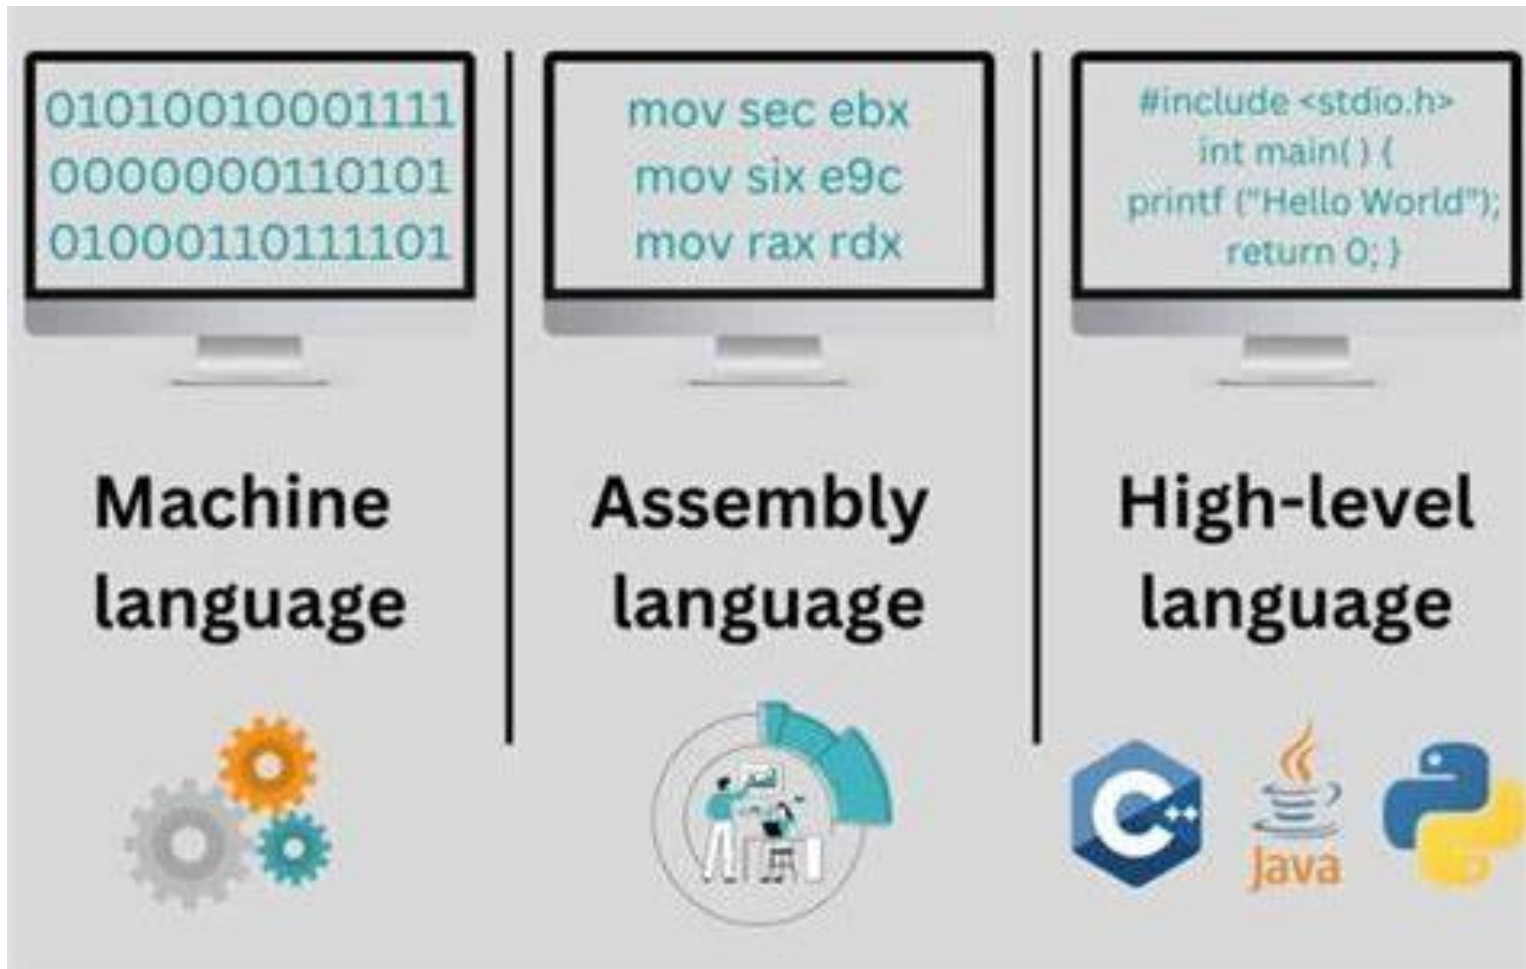 01010010001111
0000000110101
01000110111101
Machine
language
mov sec ebx
mov six e9c
mov rax rdx
Assembly
language
#include <stdio.h>
int main( ) {
printf ("Hello World");
return 0; }
High-level
language
C++
Java